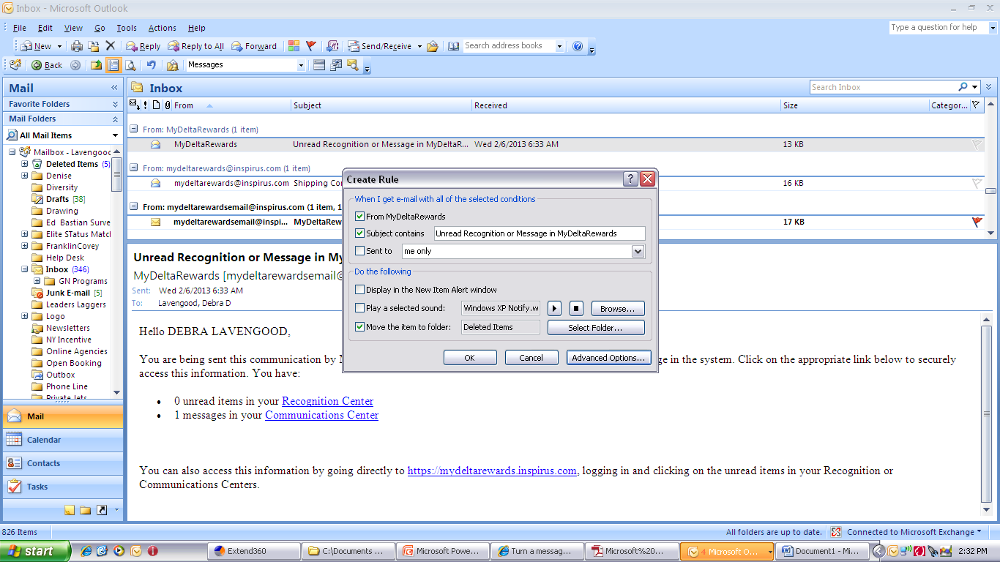 Inbox - Microsoft Outlook
File Edit View Go Tools Actions Help
Type a question for help
New Reply Reply to All Forward Send/Receive Search address books
Back Messages
Mail
Inbox
Search Inbox
Favorite Folders
From Subject Received Size Categor...
Mail Folders
All Mail Items
Mailbox - Lavengood
Deleted Items (5)
Denise
Diversity
Drafts [38]
Drawing
Ed Bastian Surve
Elite STatus Matc
FranklinCovey
Help Desk
Inbox (346)
GN Programs
Junk E-mail [5]
Leaders Laggers
Logo
Newsletters
NY Incentive
Online Agencies
Open Booking
Outbox
Phone Line
Private Jets
Mail
Calendar
Contacts
Tasks
From: MyDeltaRewards (1 item)
MyDeltaRewards Unread Recognition or Message in MyDeltaR... Wed 2/6/2013 6:33 AM 13 KB
From: mydeltarewards@inspirus.com (1 item)
mydeltarewards@inspirus.com Shipping Co 16 KB
From: mydeltarewardsemail@inspirus.com (1 item, 1
mydeltarewardsemail@inspi... MyDeltaRew 17 KB
Create Rule
When I get e-mail with all of the selected conditions
From MyDeltaRewards
Subject contains Unread Recognition or Message in MyDeltaRewards
Sent to me only
Do the following
Display in the New Item Alert window
Play a selected sound: Windows XP Notify.w Browse...
Move the item to folder: Deleted Items Select Folder...
OK Cancel Advanced Options...
Unread Recognition or Message in My
MyDeltaRewards [mydeltarewardsemail@
Sent: Wed 2/6/2013 6:33 AM
To: Lavengood, Debra D
Hello DEBRA LAVENGOOD,
You are being sent this communication by M ge in the system. Click on the appropriate link below to securely
access this information. You have:
• 0 unread items in your Recognition Center
• 1 messages in your Communications Center
You can also access this information by going directly to https://mydeltarewards.inspirus.com, logging in and clicking on the unread items in your Recognition or
Communications Centers.
826 Items All folders are up to date. Connected to Microsoft Exchange
start Extend360 C:\Documents ... Microsoft Powe... Turn a messag... Microsoft%20... 4 Microsoft O... Document1 - Mi... 2:32 PM